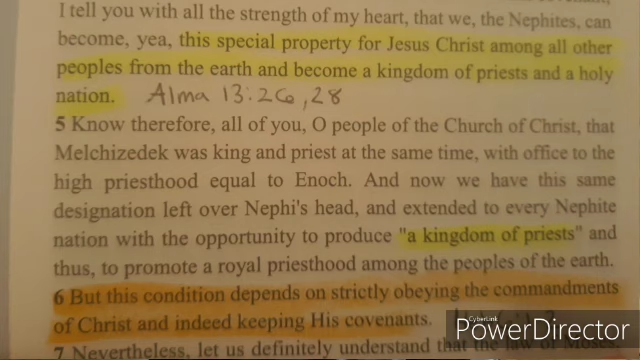 I tell you with all the strength of my heart, that we, the Nephites, can
become, yea, this special property for Jesus Christ among all other
peoples from the earth and become a kingdom of priests and a holy
nation. Alma 13:26,28
5 Know therefore, all of you, O people of the Church of Christ, that
Melchizedek was king and priest at the same time, with office to the
high priesthood equal to Enoch. And now we have this same
designation left over Nephi's head, and extended to every Nephite
nation with the opportunity to produce "a kingdom of priests" and
thus, to promote a royal priesthood among the peoples of the earth.
6 But this condition depends on strictly obeying the commandments
of Christ and indeed keeping His covenants.
7 Nevertheless, let us definitely understand that the law of Moses
CyberLink
PowerDirector